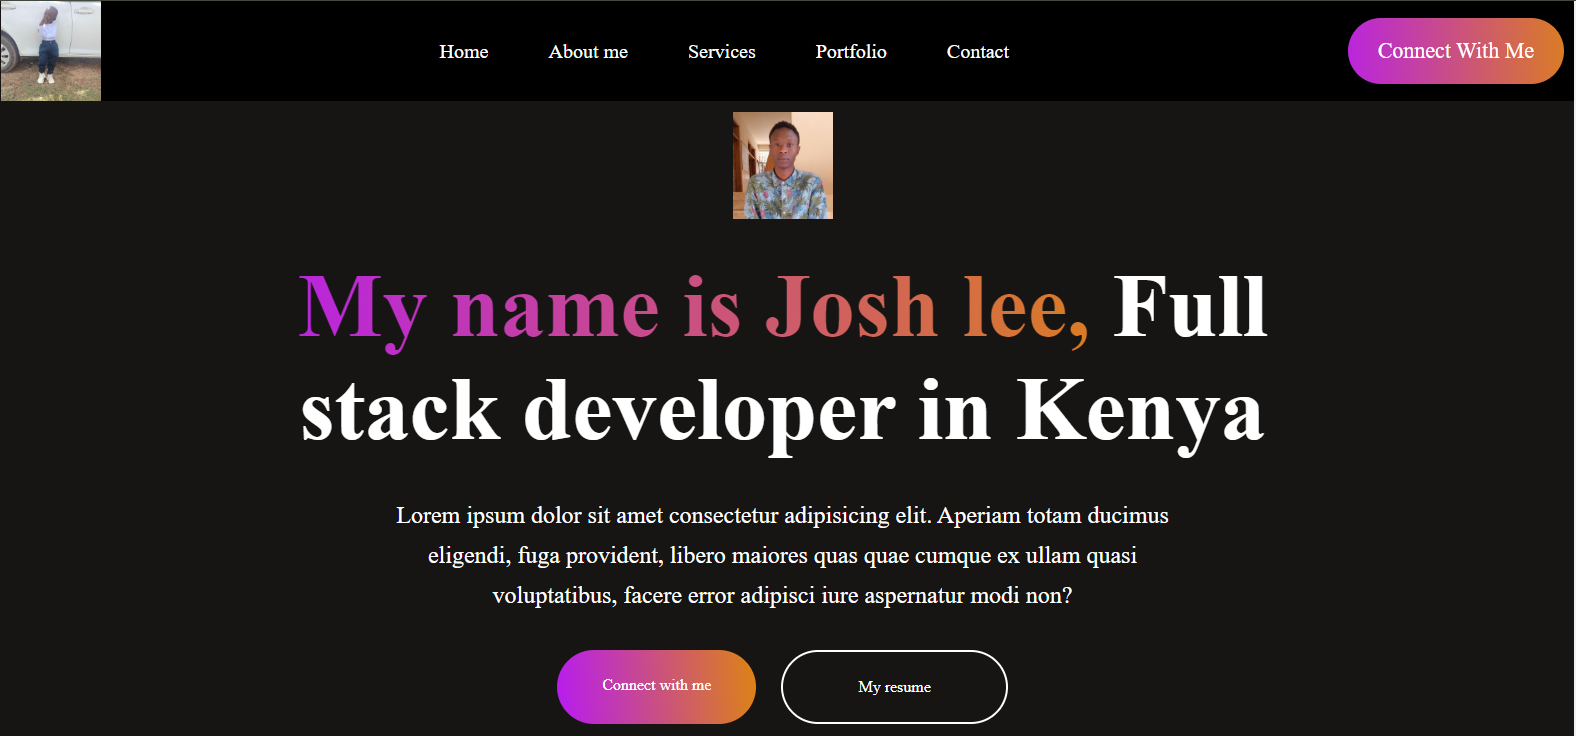 Home About me Services Portfolio Contact Connect With Me
My name is Josh lee, Full
stack developer in Kenya
Lorem ipsum dolor sit amet consectetur adipisicing elit. Aperiam totam ducimus
eligendi, fuga provident, libero maiores quas quae cumque ex ullam quasi
voluptatibus, facere error adipisci iure aspernatur modi non?
Connect with me My resume